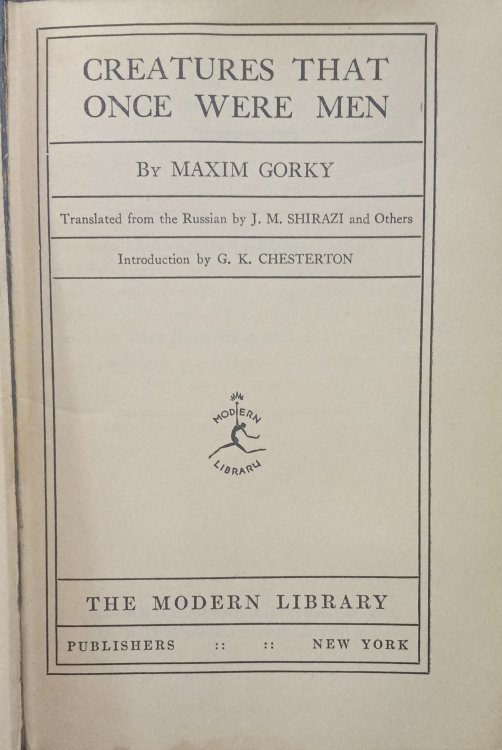 CREATURES THAT
ONCE WERE MEN
BY MAXIM GORKY
Translated from the Russian by J. M. SHIRAZI and Others
Introduction by G. K. CHESTERTON
MODERN
LIBRARY
THE MODERN LIBRARY
PUBLISHERS :: :: NEW YORK